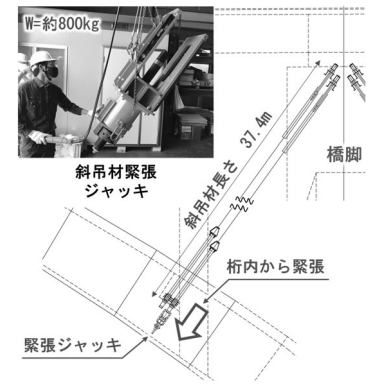 W=約800kg
斜吊材緊張
ジャッキ
斜吊材長さ 37.4m
橋脚
桁内から緊張
緊張ジャッキ